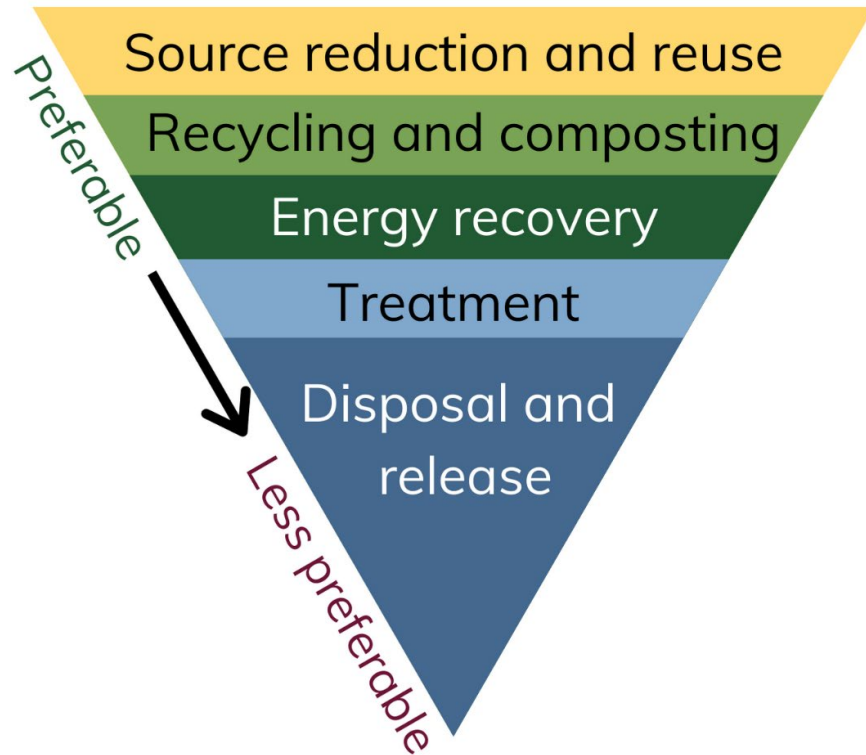 Source reduction and reuse
Preferable
Recycling and composting
Energy recovery
Treatment
Disposal and
release
Less preferable